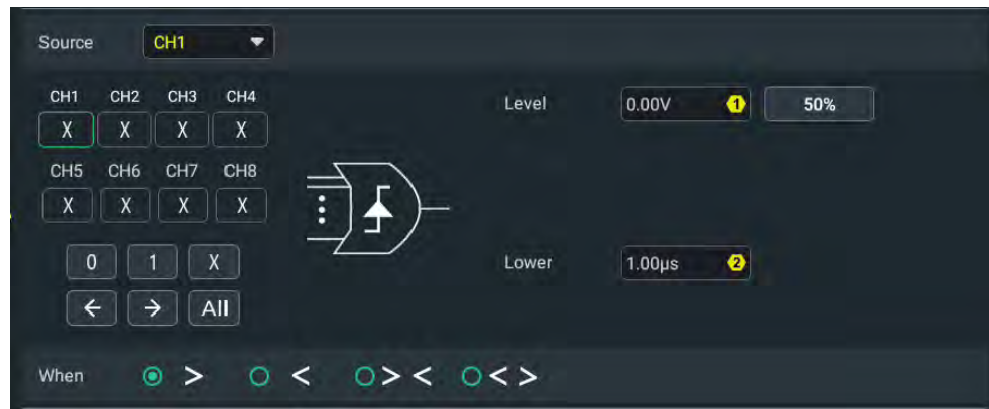 Source CH1
CH1 CH2 CH3 CH4
X X X X
Level 0.00V 1 50%
CH5 CH6 CH7 CH8
X X X X
0 1 X
Lower 1.00µs 2
← → All
When > < > < < >